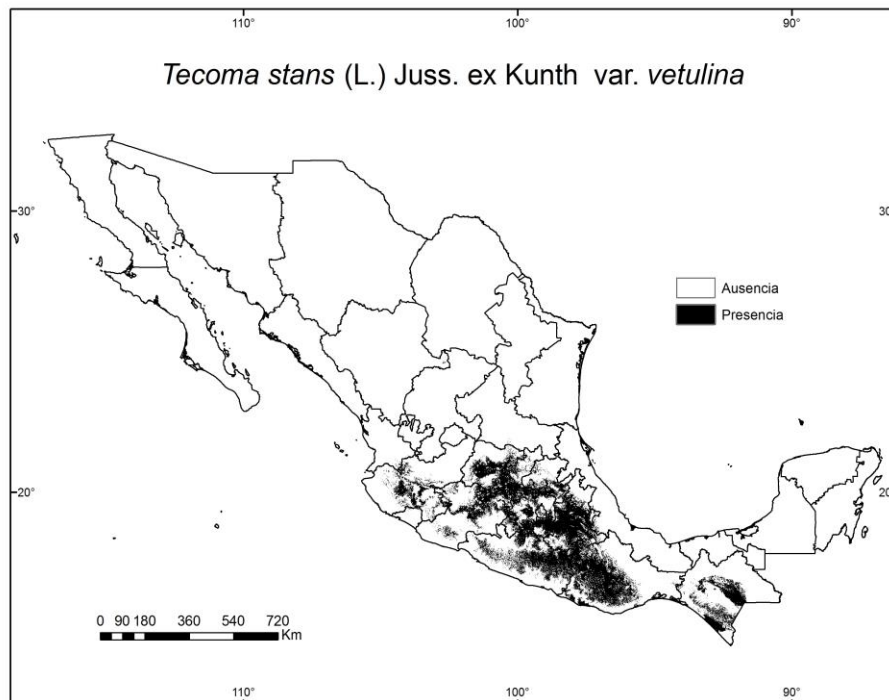 110° 100° 90°
Tecoma stans (L.) Juss. ex Kunth var. vetulina
30° 30
Ausencia
Presencia
20° 20
0 90 180 360 540 720
Km
110° 100° 90°